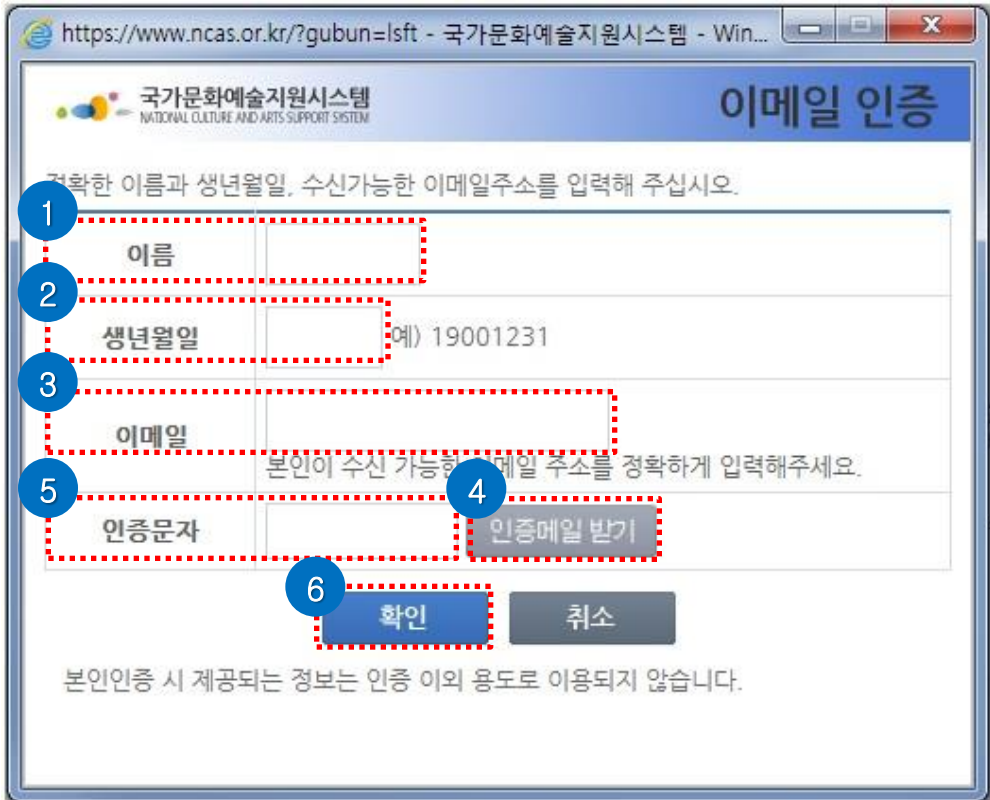 https://www.ncas.or.kr/?gubun=lsft - 국가문화예술지원시스템 - Win...
국가문화예술지원시스템
NATIONAL CULTURE AND ARTS SUPPORT SYSTEM
이메일 인증
정확한 이름과 생년월일, 수신가능한 이메일주소를 입력해 주십시오.
1
이름
2
생년월일 예) 19001231
3
이메일
본인이 수신 가능한 이메일 주소를 정확하게 입력해주세요.
5
4
인증문자 인증메일 받기
6
확인 취소
본인인증 시 제공되는 정보는 인증 이외 용도로 이용되지 않습니다.